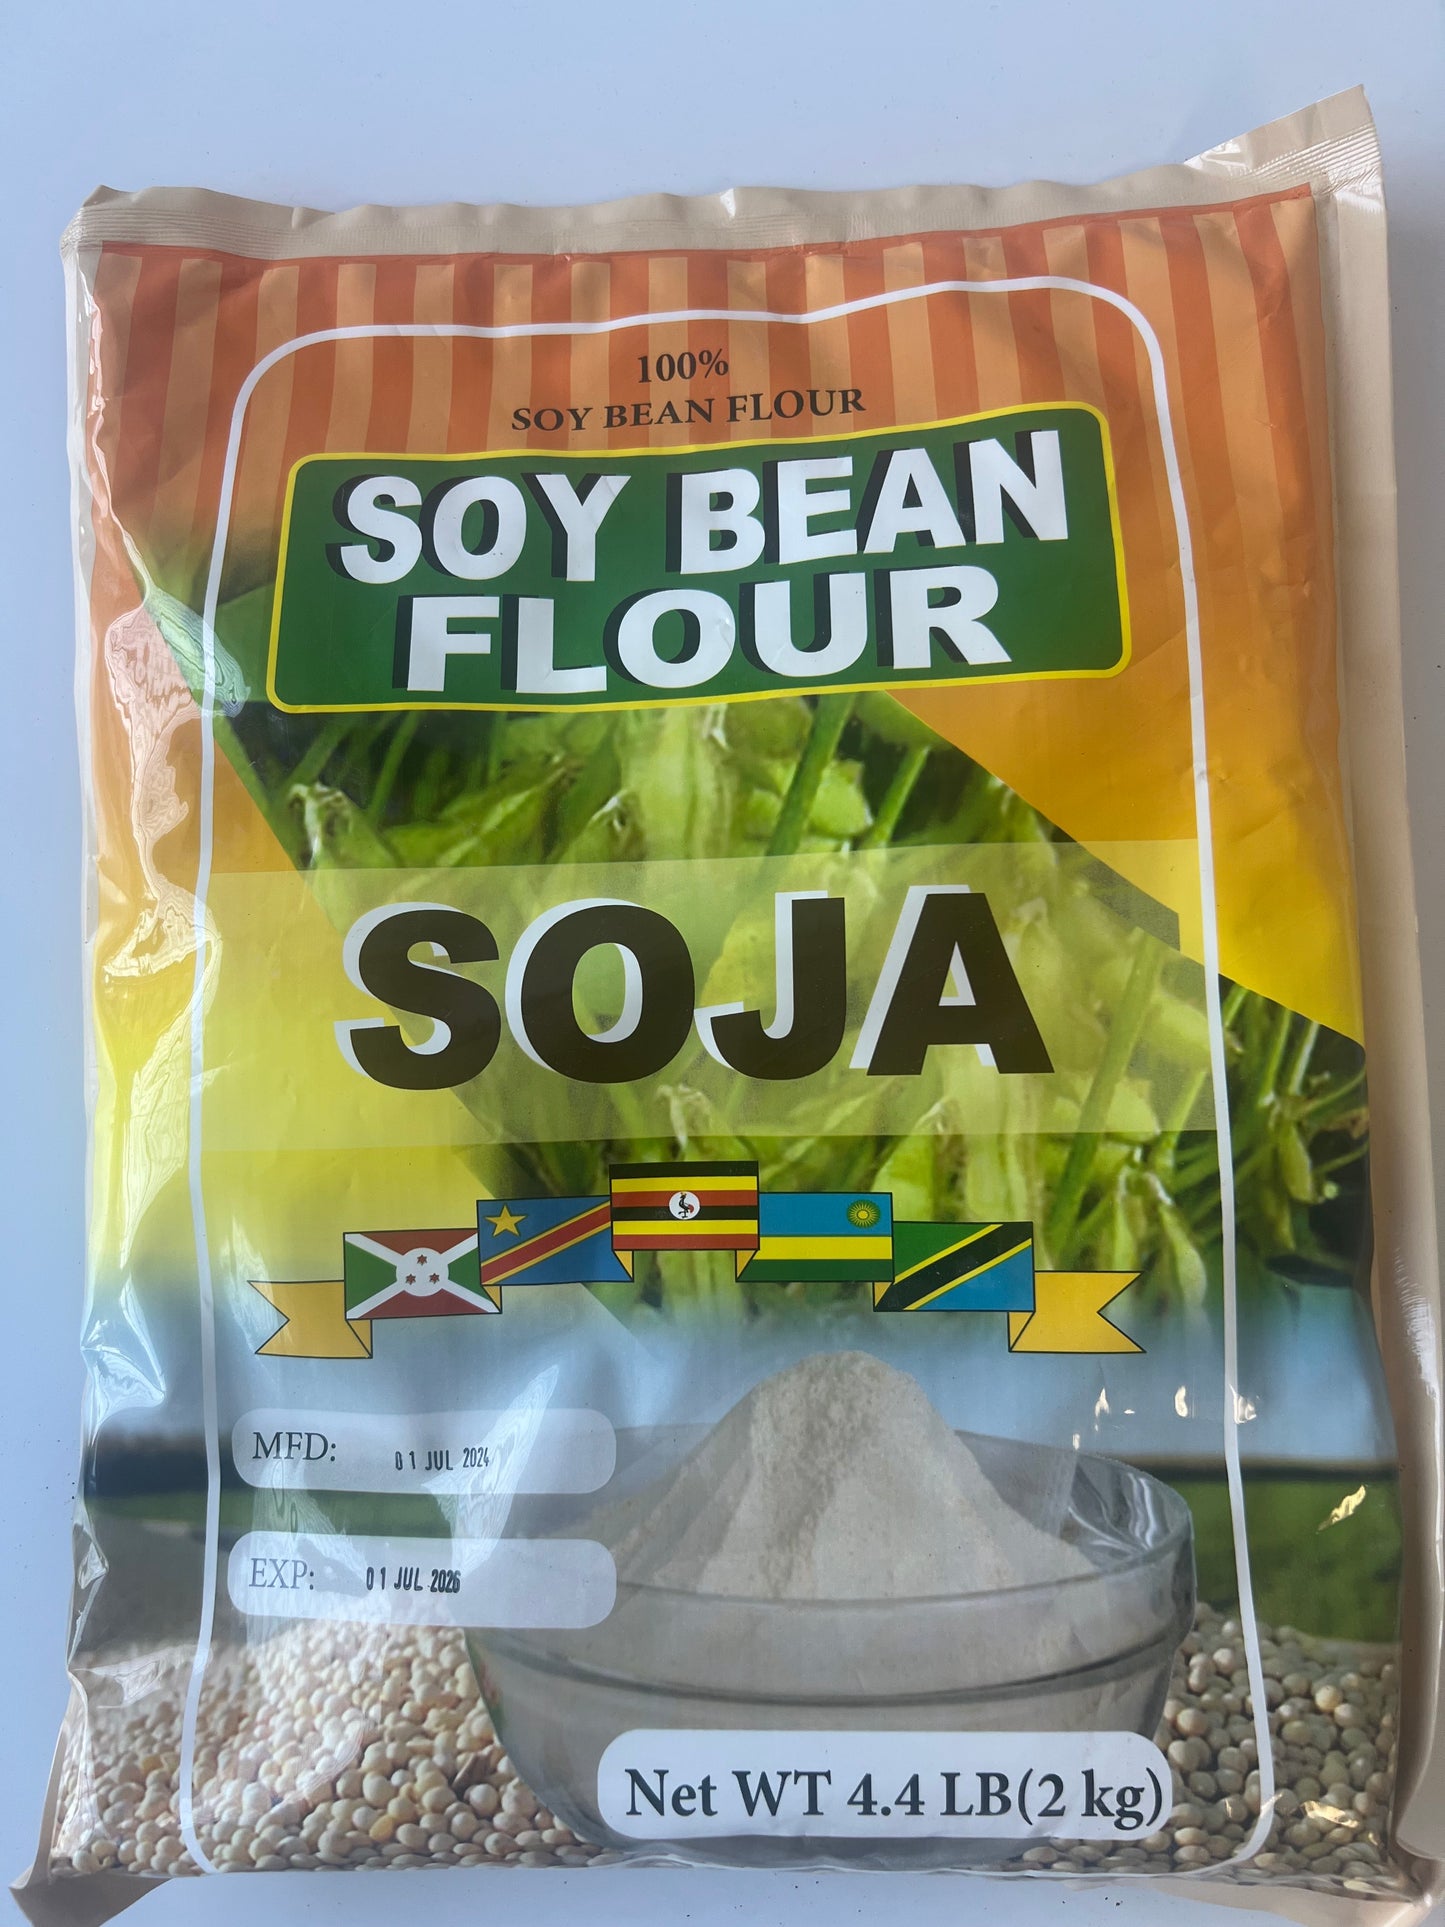 100%
SOY BEAN FLOUR
SOY BEAN
FLOUR
SOJA
MFD: 01 JUL 2024
EXP: 01 JUL 2026
Net WT 4.4 LB(2 kg)